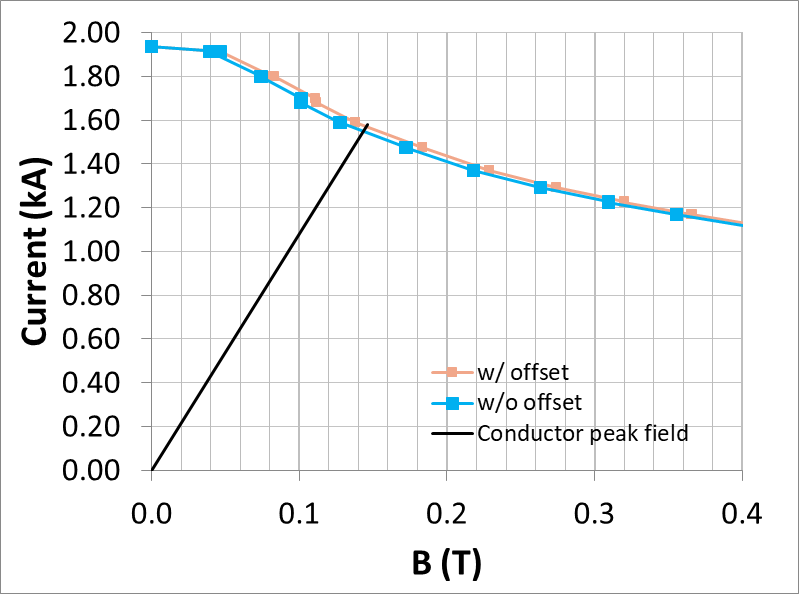 2.00
1.80
1.60
1.40
1.20
1.00
0.80
0.60
0.40
0.20
0.00
Current (kA)
w/ offset
w/o offset
Conductor peak field
0.0 0.1 0.2 0.3 0.4
B (T)